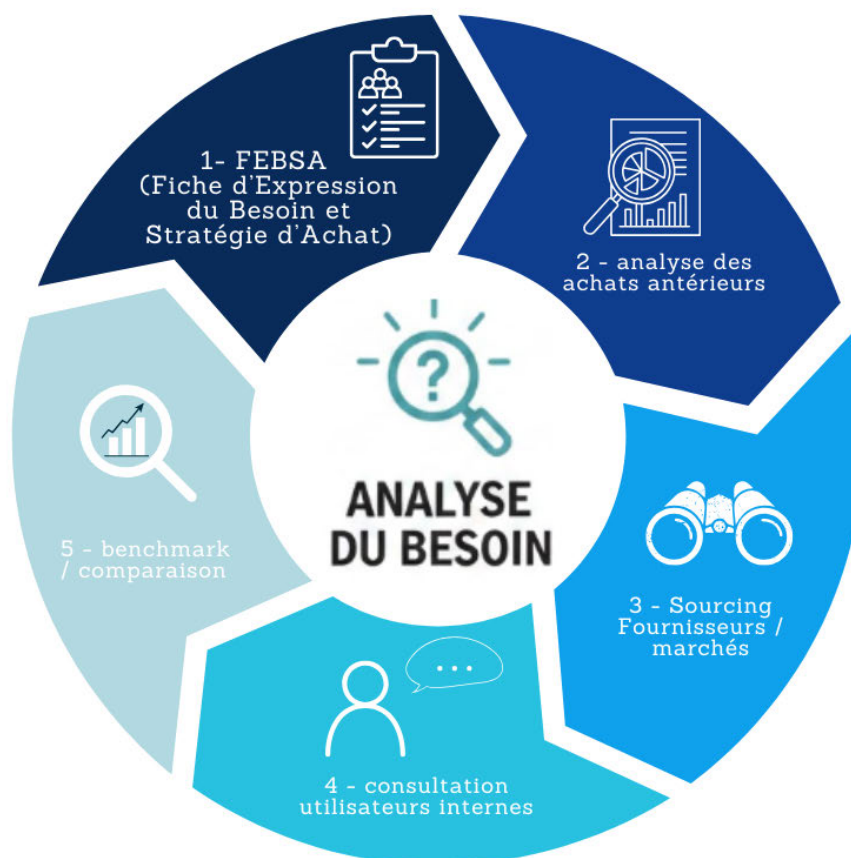 1- FEBSA
(Fiche d'Expression
du Besoin et
Stratégie d'Achat)
2 - analyse des
achats antérieurs
3 - Sourcing
Fournisseurs /
marchés
4 - consultation
utilisateurs internes
5 - benchmark
/ comparaison
?
ANALYSE
DU BESOIN